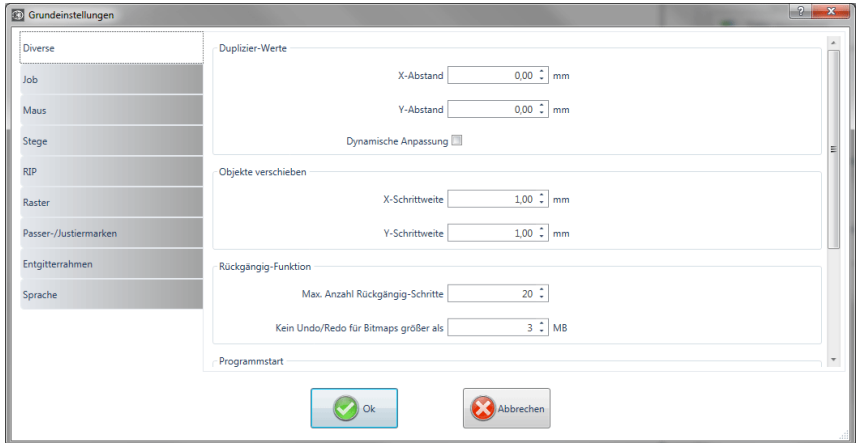 Grundeinstellungen
Diverse
Job
Maus
Stege
RIP
Raster
Passer-/Justiermarken
Entgitterrahmen
Sprache
Duplizier-Werte
X-Abstand 0,00 mm
Y-Abstand 0,00 mm
Dynamische Anpassung
Objekte verschieben
X-Schrittweite 1,00 mm
Y-Schrittweite 1,00 mm
Rückgängig-Funktion
Max. Anzahl Rückgängig-Schritte 20
Kein Undo/Redo für Bitmaps größer als 3 MB
Programmstart
Ok
Abbrechen